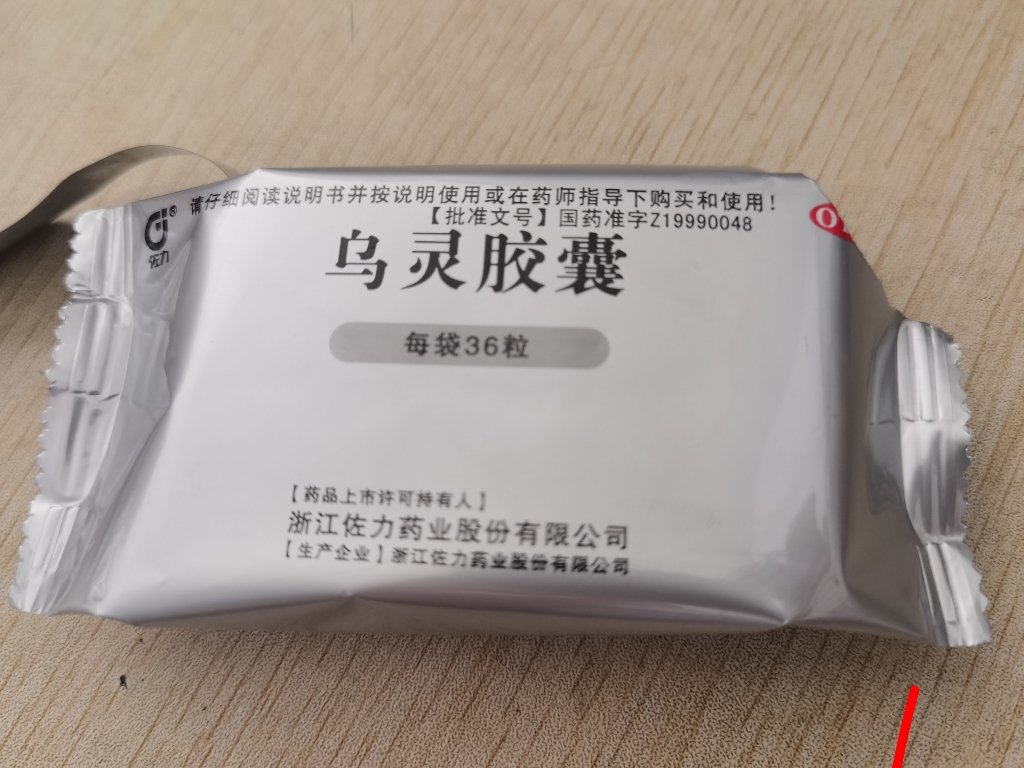 请仔细阅读说明书并按说明使用或在药师指导下购买和使用!
【批准文号】国药准字Z19990048
®
佐力
乌灵胶囊
每袋36粒
【药品上市许可持有人】
浙江佐力药业股份有限公司
【生产企业】浙江佐力药业股份有限公司